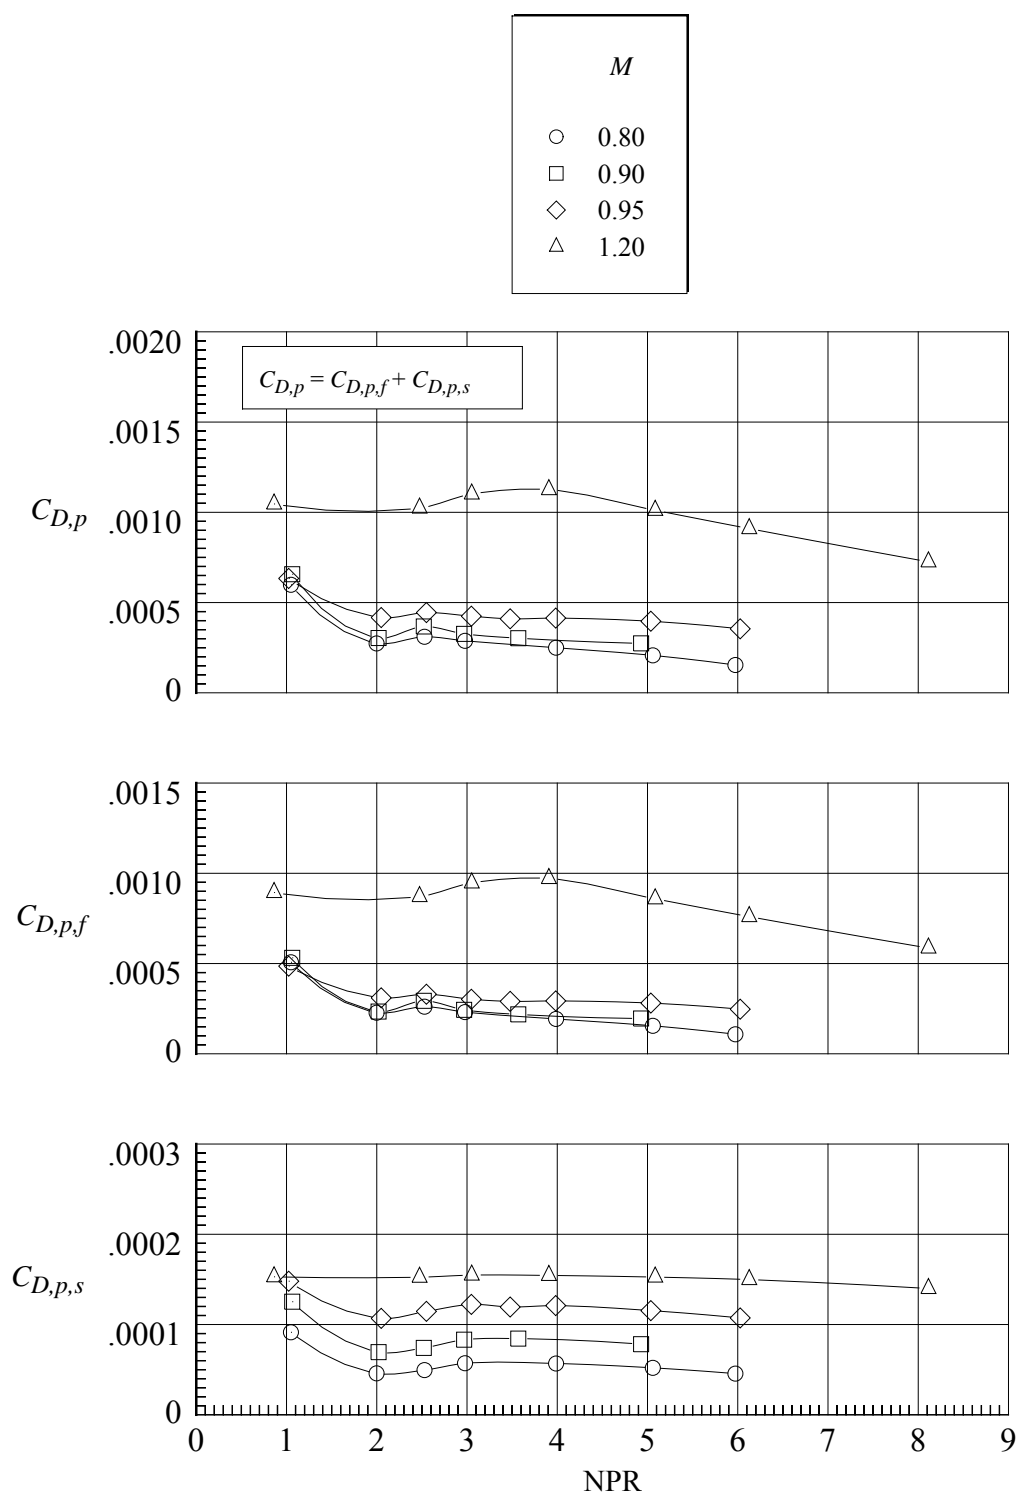 M
0.80
0.90
0.95
1.20
.0020
C_{D,p} = C_{D,p,f} + C_{D,p,s}
.0015
C_{D,p}
.0010
.0005
0
.0015
.0010
C_{D,p,f}
.0005
0
.0003
.0002
C_{D,p,s}
.0001
0
0 1 2 3 4 5 6 7 8 9
NPR